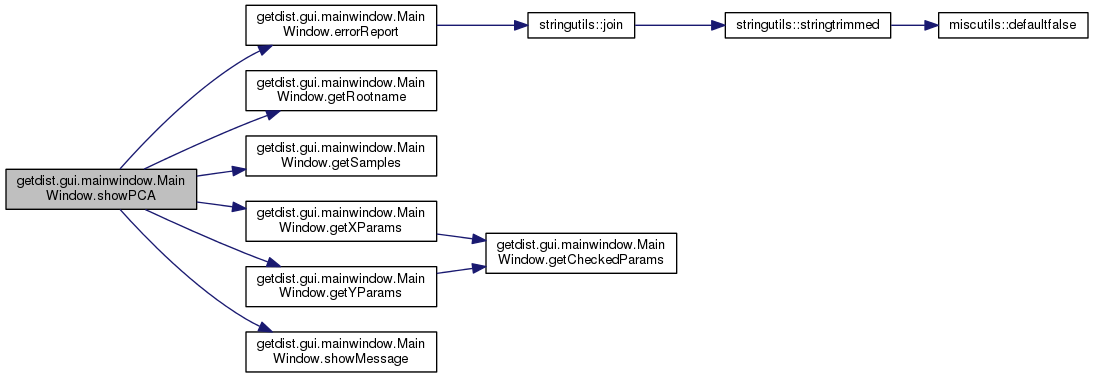 getdist.gui.mainwindow.Main
Window.errorReport
stringutils::join
stringutils::stringtrimmed
miscutils::defaultfalse
getdist.gui.mainwindow.Main
Window.getRootname
getdist.gui.mainwindow.Main
Window.getSamples
getdist.gui.mainwindow.Main
Window.showPCA
getdist.gui.mainwindow.Main
Window.getXParams
getdist.gui.mainwindow.Main
Window.getCheckedParams
getdist.gui.mainwindow.Main
Window.getYParams
getdist.gui.mainwindow.Main
Window.showMessage